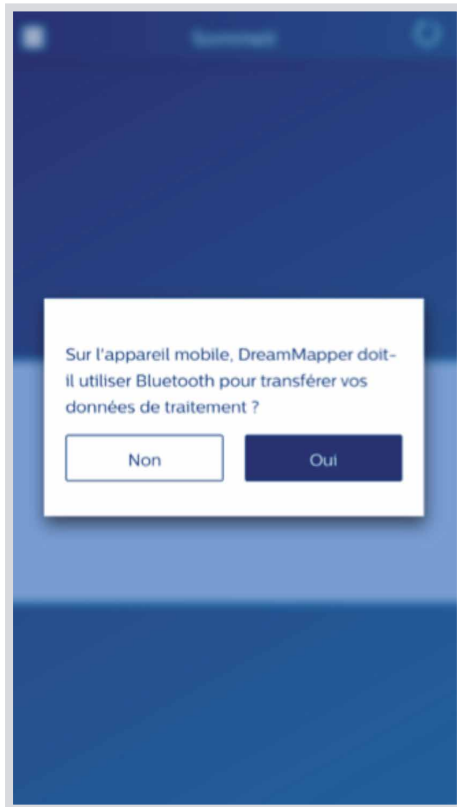 Sur l'appareil mobile, DreamMapper doit-
il utiliser Bluetooth pour transférer vos
données de traitement ?
Non
Oui